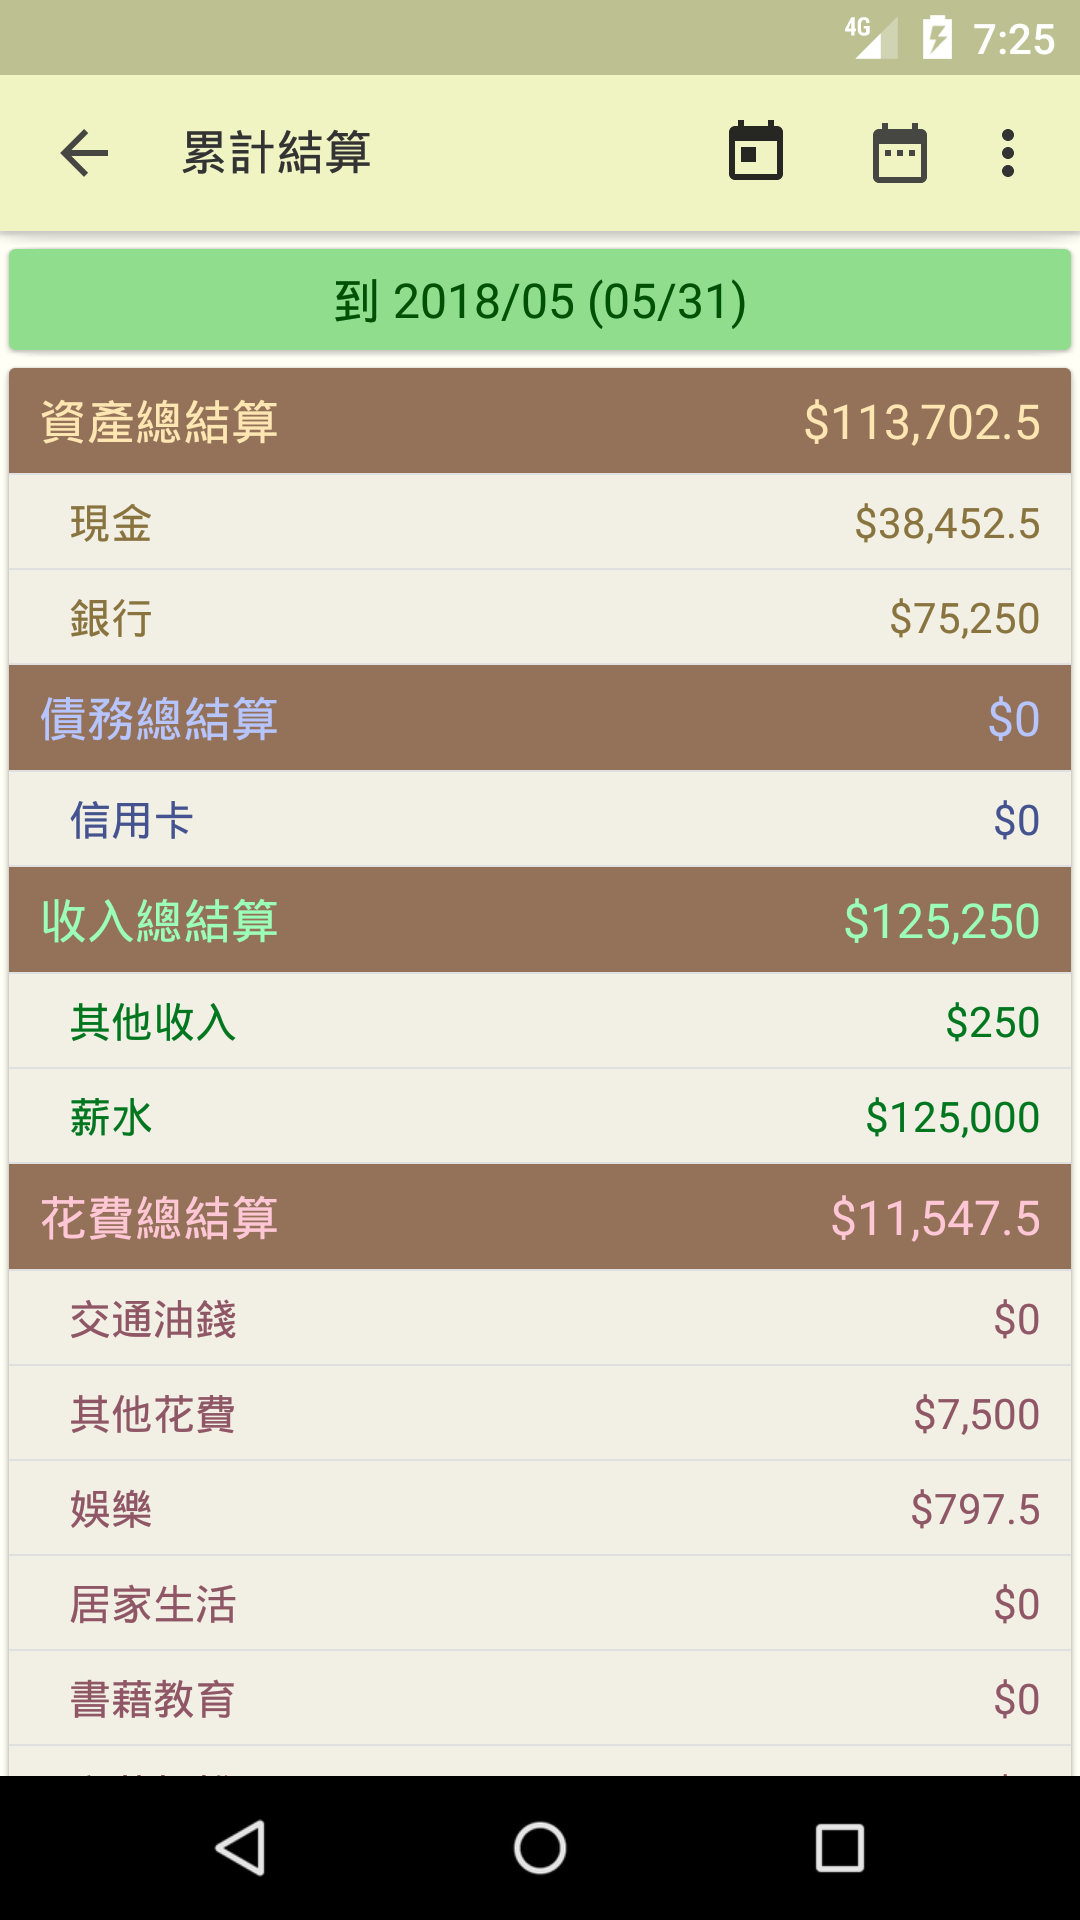 4G 7:25
累計結算
到 2018/05 (05/31)
資產總結算 $113,702.5
現金 $38,452.5
銀行 $75,250
債務總結算 $0
信用卡 $0
收入總結算 $125,250
其他收入 $250
薪水 $125,000
花費總結算 $11,547.5
交通油錢 $0
其他花費 $7,500
娛樂 $797.5
居家生活 $0
書藉教育 $0